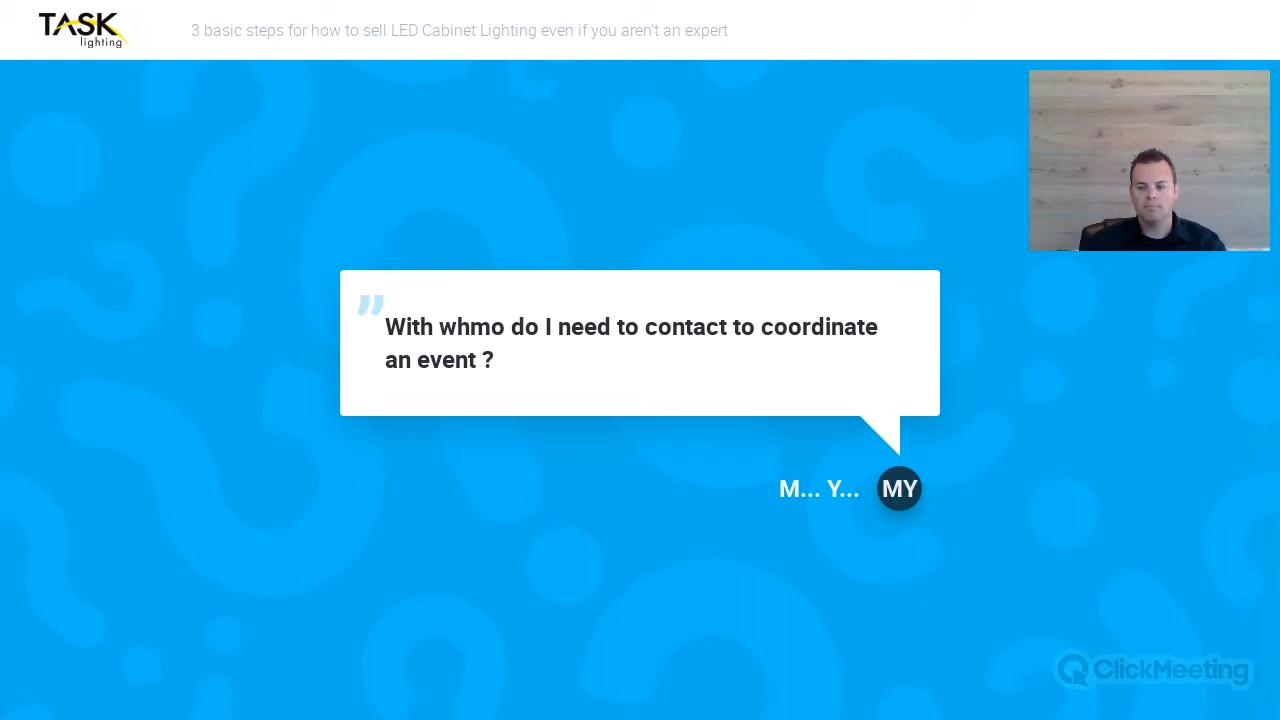 TASK
lighting
3 basic steps for how to sell LED Cabinet Lighting even if you aren't an expert
”
With whmo do I need to contact to coordinate
an event ?
M... Y... MY
ClickMeeting